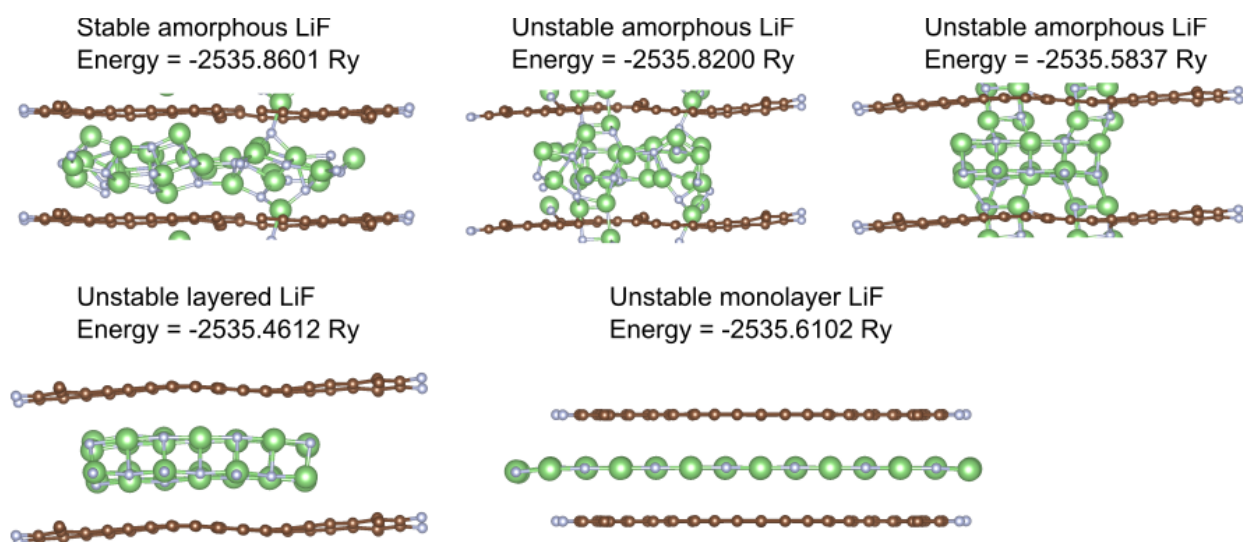 Stable amorphous LiF
Energy = -2535.8601 Ry
Unstable amorphous LiF
Energy = -2535.8200 Ry
Unstable amorphous LiF
Energy = -2535.5837 Ry
Unstable layered LiF
Energy = -2535.4612 Ry
Unstable monolayer LiF
Energy = -2535.6102 Ry